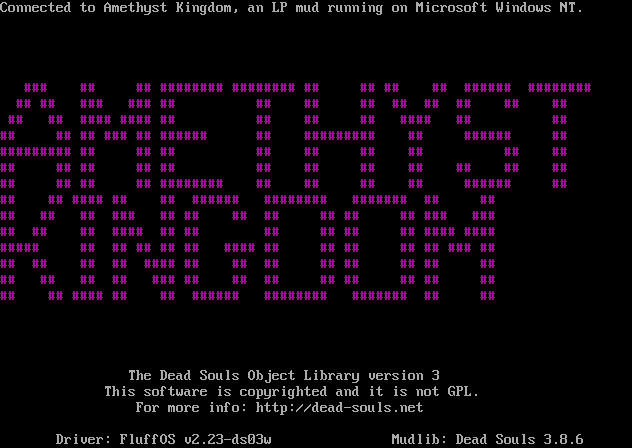 Connected to Amethyst Kingdom, an LP mud running on Microsoft Windows NT.
AMETHYST
KINGDOM
The Dead Souls Object Library version 3
This software is copyrighted and it is not GPL.
For more info: http://dead-souls.net
Driver: FluffOS v2.23-ds03w Mudlib: Dead Souls 3.8.6